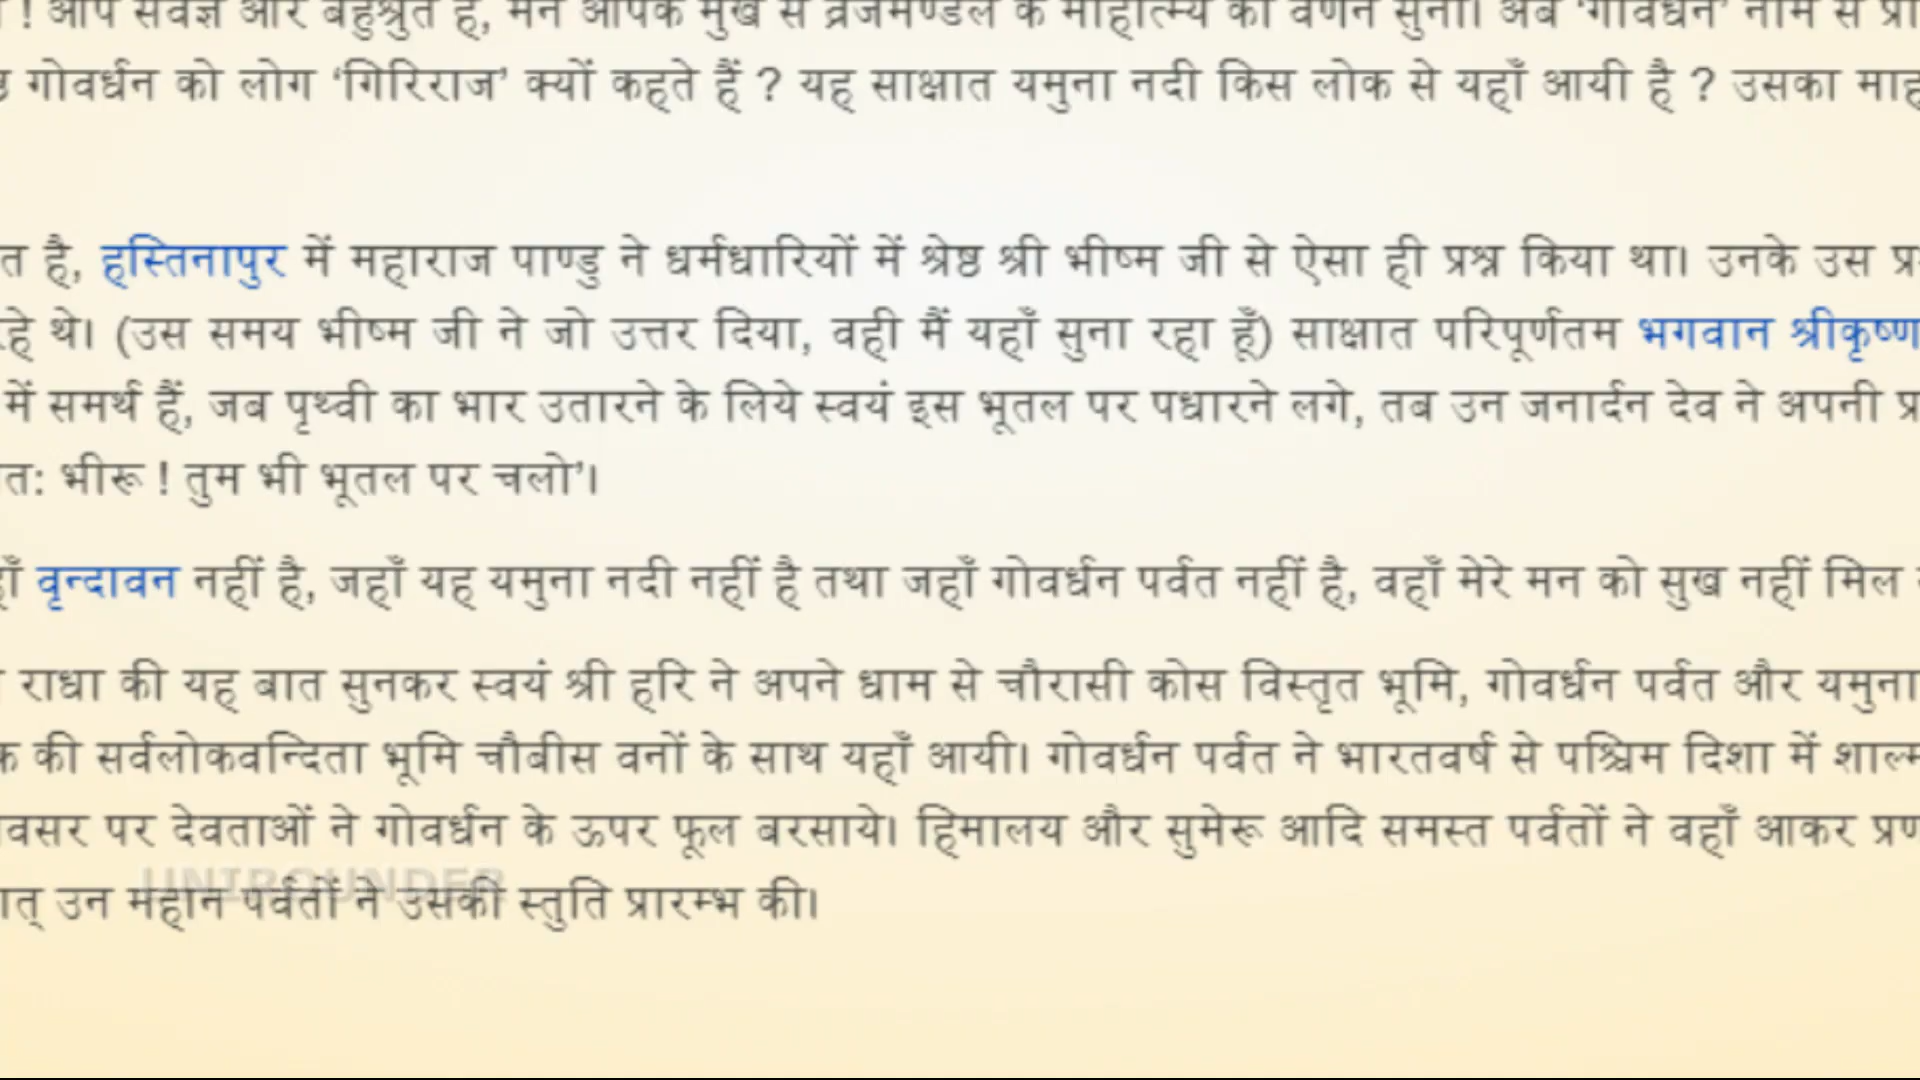 ! आप सर्वज्ञ और बहुश्रुत हैं, मैंने आपके मुख से व्रजमण्डल के माहात्म्य का वर्णन सुना। अब ‘गोवर्धन’ नाम से
गोवर्धन को लोग ‘गिरिराज’ क्यों कहते हैं ? यह साक्षात यमुना नदी किस लोक से यहाँ आयी है ? उसका
त है, हस्तिनापुर में महाराज पाण्डु ने धर्मधारियों में श्रेष्ठ श्री भीष्म जी से ऐसा ही प्रश्न किया था। उनके उस
रहे थे। (उस समय भीष्म जी ने जो उत्तर दिया, वही मैं यहाँ सुना रहा हूँ) साक्षात परिपूर्णतम भगवान श्रीकृष्ण
में समर्थ हैं, जब पृथ्वी का भार उतारने के लिये स्वयं इस भूतल पर पधारने लगे, तब उन जनार्दन देव ने अपनी
त: भीरू ! तुम भी भूतल पर चलो’।
वृन्दावन नहीं है, जहाँ यह यमुना नदी नहीं है तथा जहाँ गोवर्धन पर्वत नहीं है, वहाँ मेरे मन को सुख नहीं मिल
राधा की यह बात सुनकर स्वयं श्री हरि ने अपने धाम से चौरासी कोस विस्तृत भूमि, गोवर्धन पर्वत और यमुना
क की सर्वलोकवन्दिता भूमि चौबीस वनों के साथ यहाँ आयी। गोवर्धन पर्वत ने भारतवर्ष से पश्चिम दिशा में
वसर पर देवताओं ने गोवर्धन के ऊपर फूल बरसाये। हिमालय और सुमेरू आदि समस्त पर्वतों ने वहाँ आकर
ात् उन महान पर्वतों ने उसकी स्तुति प्रारम्भ की।
UNIROUNDER